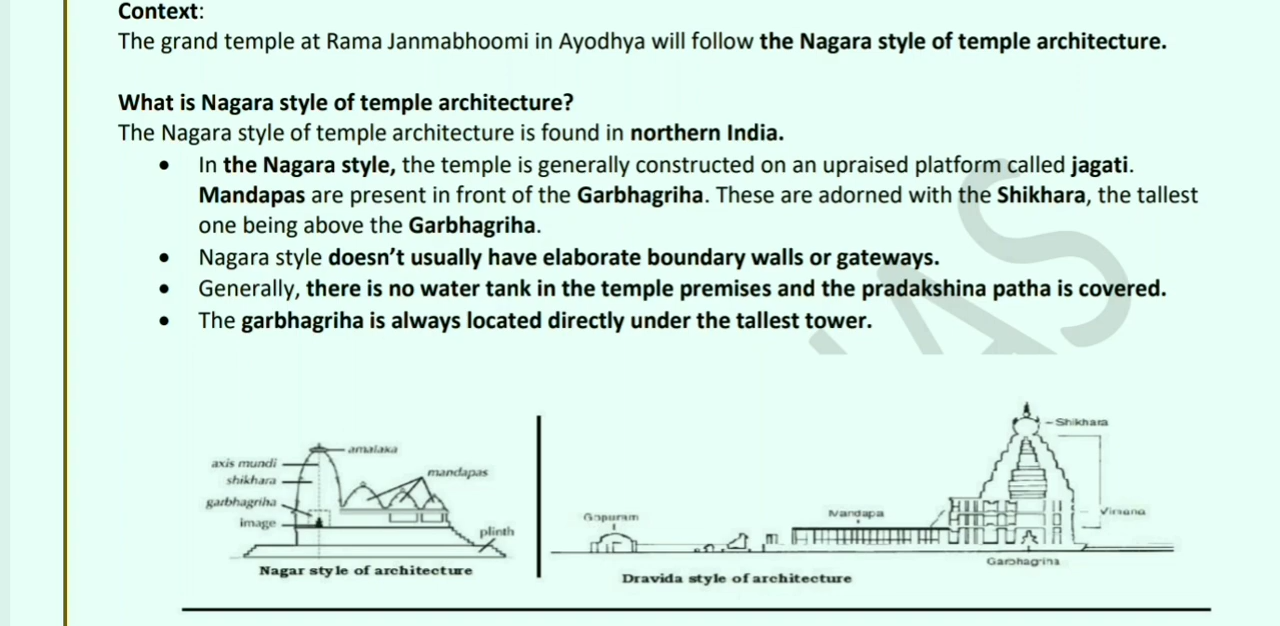 Context:
The grand temple at Rama Janmabhoomi in Ayodhya will follow the Nagara style of temple architecture.
What is Nagara style of temple architecture?
The Nagara style of temple architecture is found in northern India.
• In the Nagara style, the temple is generally constructed on an upraised platform called jagati.
Mandapas are present in front of the Garbhagriha. These are adorned with the Shikhara, the tallest
one being above the Garbhagriha.
• Nagara style doesn’t usually have elaborate boundary walls or gateways.
• Generally, there is no water tank in the temple premises and the pradakshina patha is covered.
• The garbhagriha is always located directly under the tallest tower.
amalaka
axis mundi
shikhara
mandapas
garbhagriha
image
plinth
Nagar style of architecture
Shikhara
Gopuram
Mandapa
Vimana
Garbhagriha
Dravida style of architecture